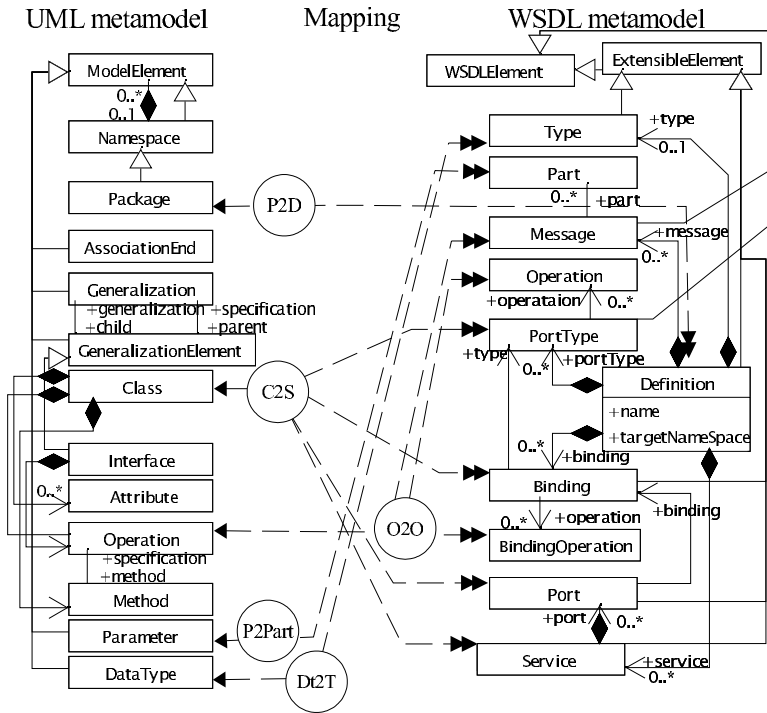 UML metamodel
Mapping
WSDL metamodel
ModelElement
0..*
0..1
Namespace
Package
AssociationEnd
Generalization
+generalization
+specification
+child
+parent
GeneralizationElement
Class
Interface
0..*
Attribute
Operation
+specification
+method
Method
Parameter
DataType
P2D
C2S
O2O
P2Part
Dt2T
WSDLElement
ExtensibleElement
Type
+type
0..1
Part
0..*
+part
Message
+message
0..*
Operation
+operataion
0..*
PortType
+type
0..*
+portType
Definition
+name
+targetNameSpace
0..*
+binding
Binding
0..*
+operation
+binding
BindingOperation
Port
+port
0..*
Service
+service
0..*